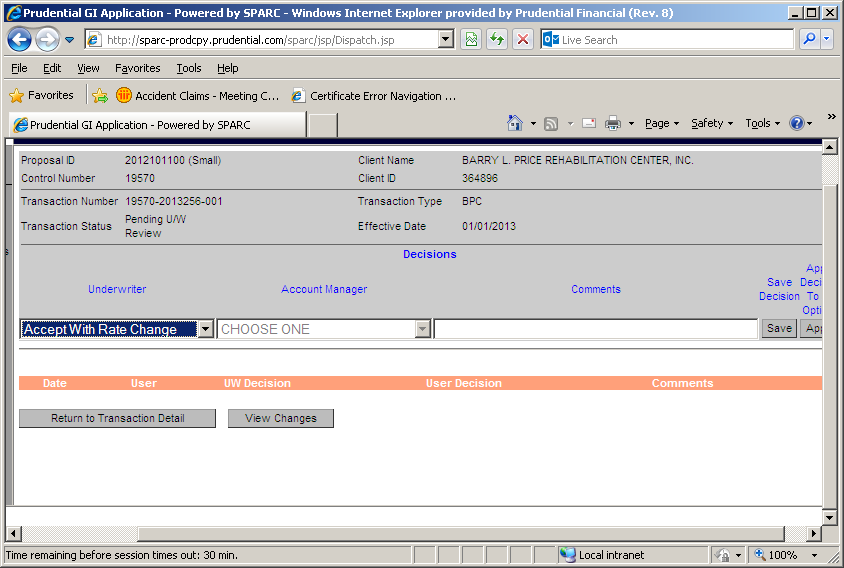 Prudential GI Application - Powered by SPARC - Windows Internet Explorer provided by Prudential Financial (Rev. 8)
http://sparc-prodcpy.prudential.com/sparc/jsp/Dispatch.jsp Live Search
File Edit View Favorites Tools Help
Favorites Accident Claims - Meeting C... Certificate Error Navigation ...
Prudential GI Application - Powered by SPARC Page Safety Tools »
Proposal ID 2012101100 (Small) Client Name BARRY L. PRICE REHABILITATION CENTER, INC.
Control Number 19570 Client ID 364896
Transaction Number 19570-2013256-001 Transaction Type BPC
Transaction Status Pending U/W Review Effective Date 01/01/2013
s
Decisions
Underwriter Account Manager Comments Save Decision App Deci To Opti
Accept With Rate Change CHOOSE ONE Save App
Date User UW Decision User Decision Comments
Return to Transaction Detail View Changes
Time remaining before session times out: 30 min. Local intranet 100%